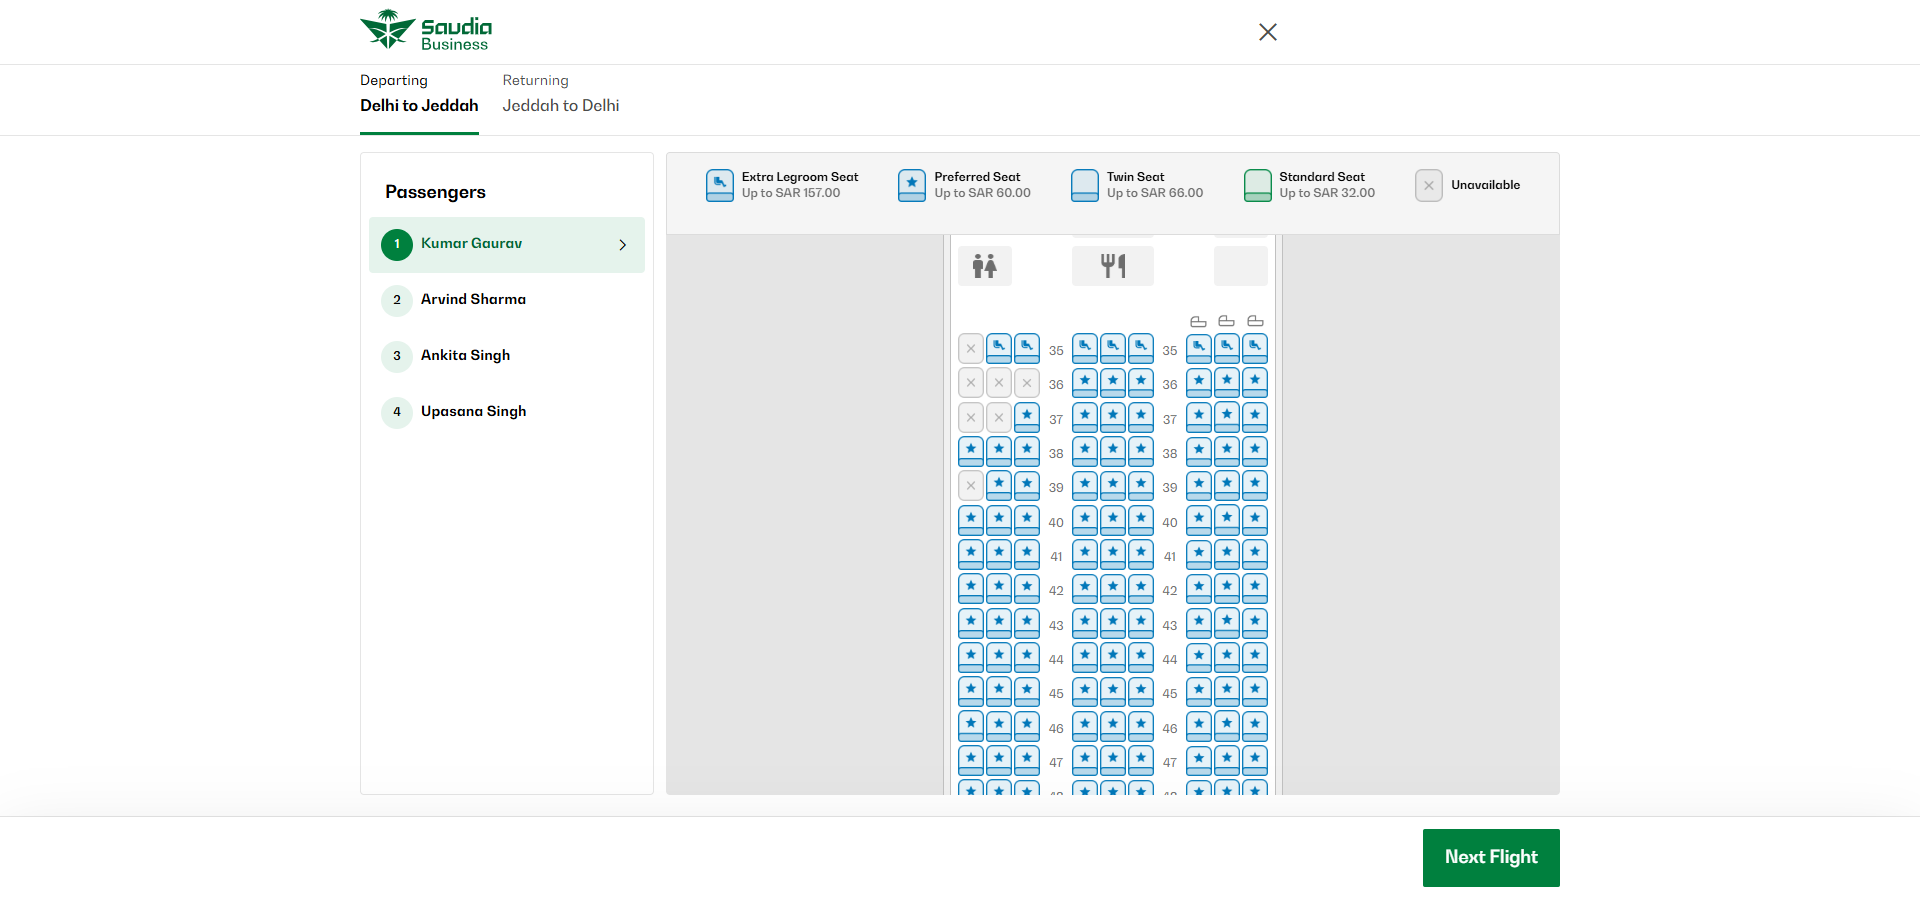 Saudia
Business
Departing
Delhi to Jeddah
Returning
Jeddah to Delhi
Passengers
1 Kumar Gaurav
2 Arvind Sharma
3 Ankita Singh
4 Upasana Singh
Extra Legroom Seat
Up to SAR 157.00
Preferred Seat
Up to SAR 60.00
Twin Seat
Up to SAR 66.00
Standard Seat
Up to SAR 32.00
Unavailable
35 35
36 36
37 37
38 38
39 39
40 40
41 41
42 42
43 43
44 44
45 45
46 46
47 47
Next Flight